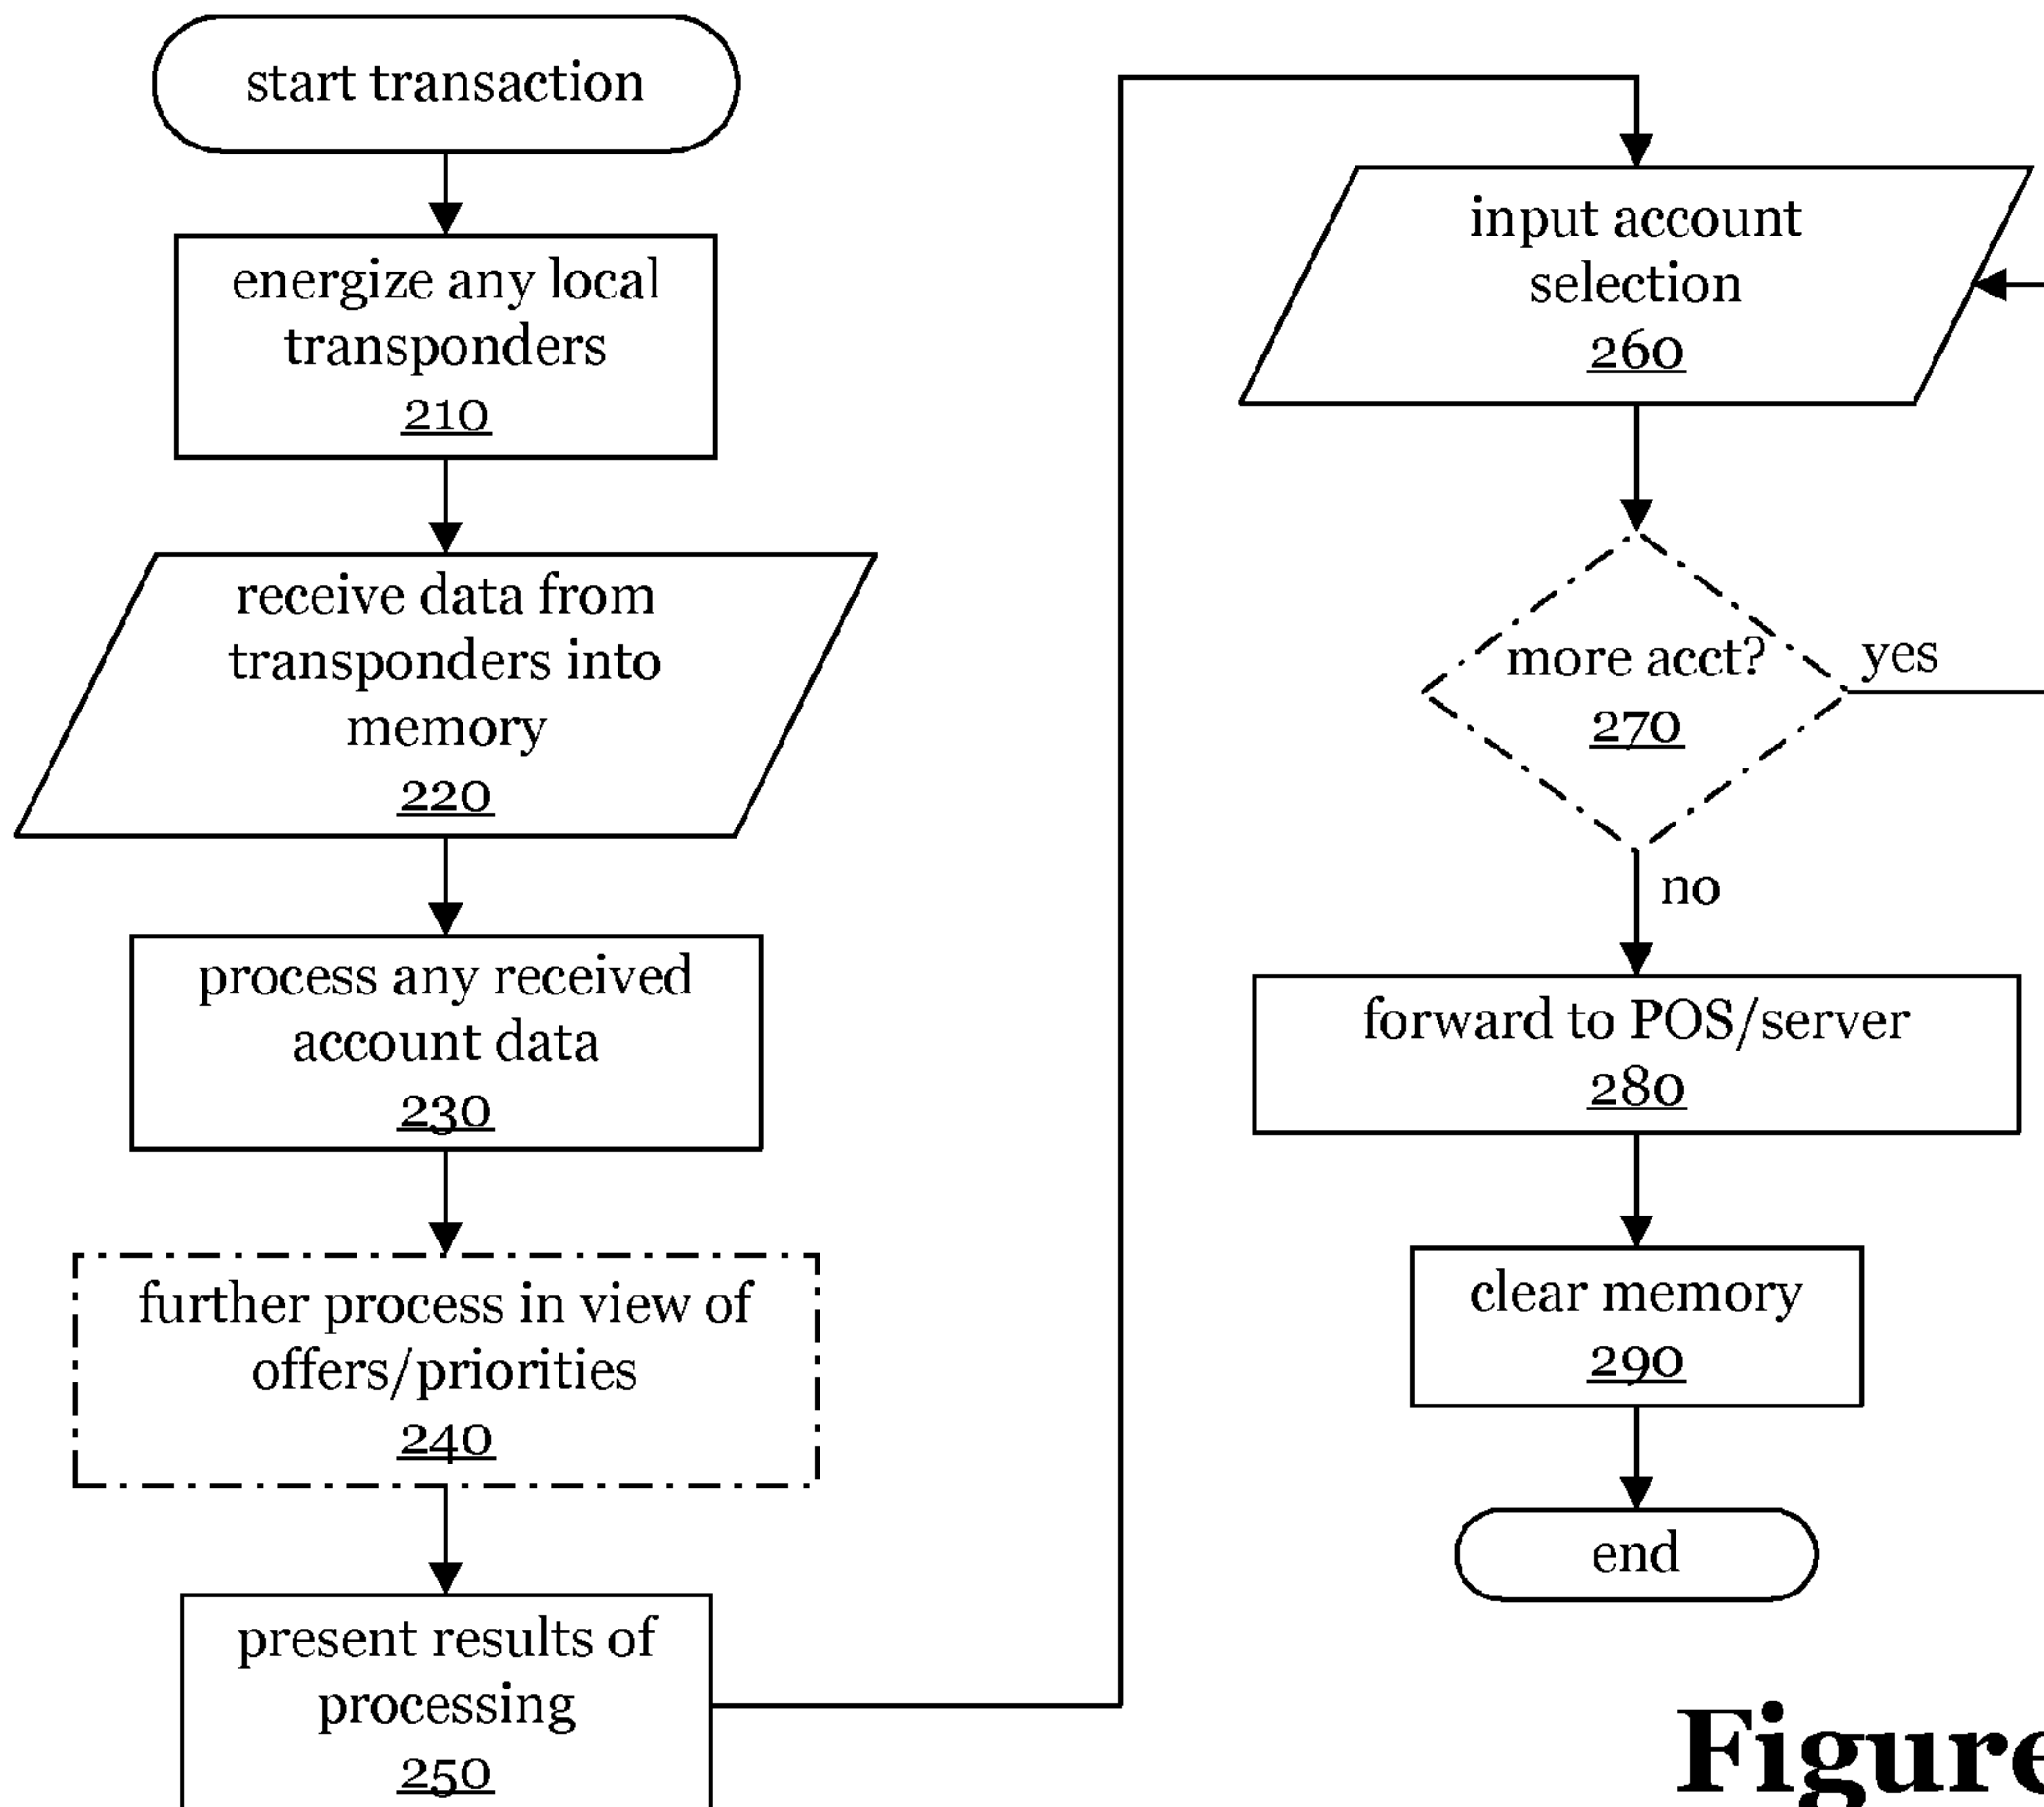 start transaction
energize any local
transponders
210
receive data from
transponders into
memory
220
process any received
account data
230
further process in view of
offers/priorities
240
present results of
processing
250
input account
selection
260
more acct?
270
yes
no
forward to POS/server
280
clear memory
290
end
Figure